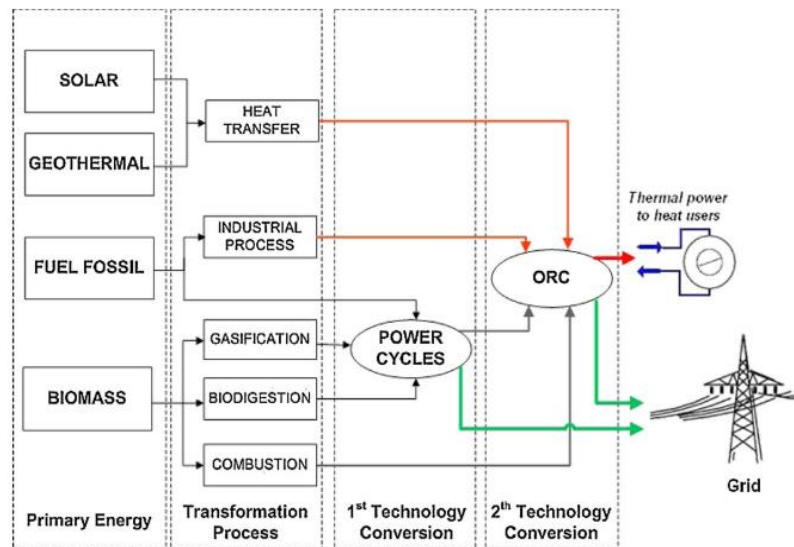 SOLAR
GEOTHERMAL
FUEL FOSSIL
BIOMASS
Primary Energy
HEAT
TRANSFER
INDUSTRIAL
PROCESS
GASIFICATION
BIODIGESTION
COMBUSTION
Transformation
Process
POWER
CYCLES
1st Technology
Conversion
ORC
2th Technology
Conversion
Thermal power
to heat users
Grid